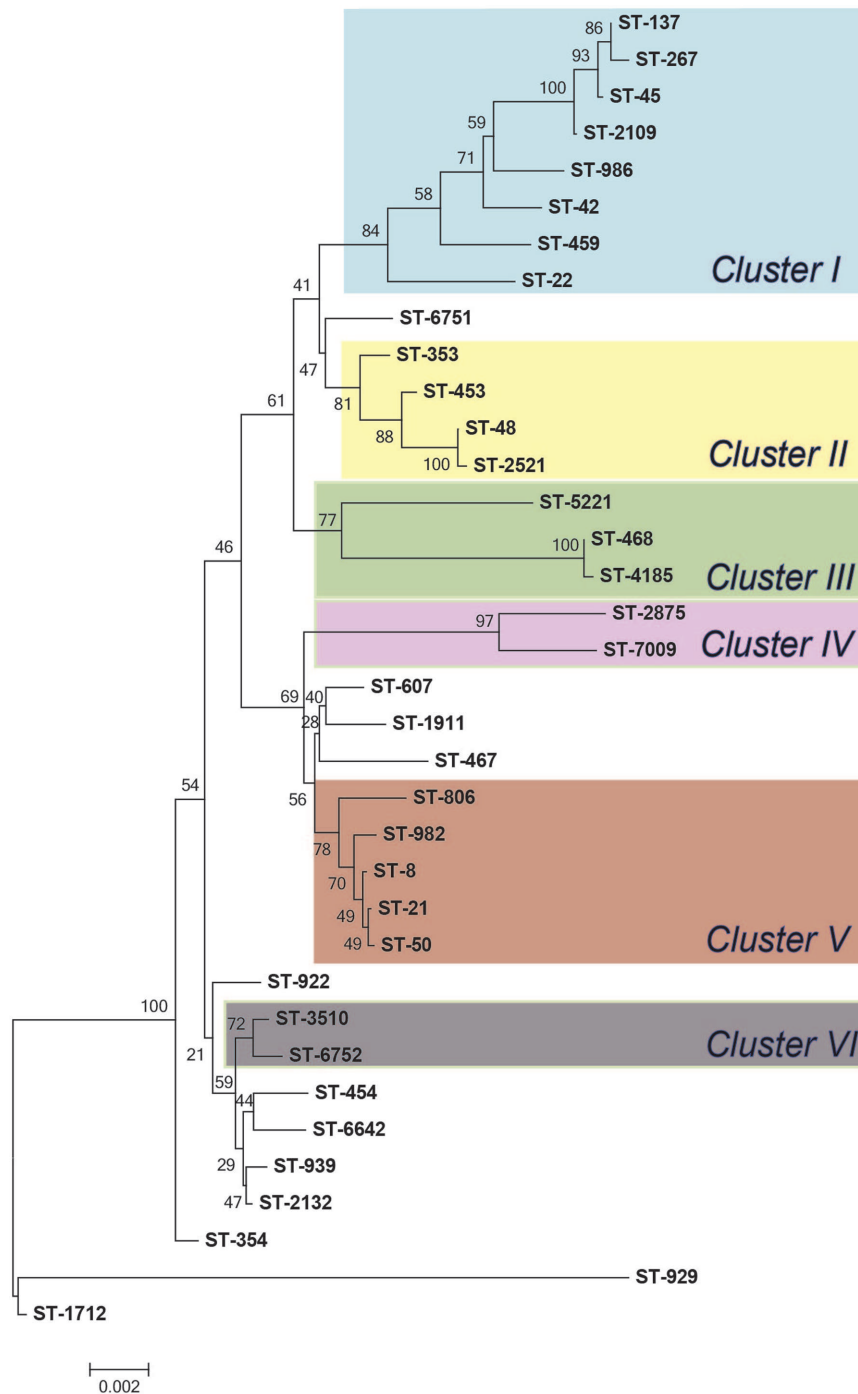 86
ST-137
93
ST-267
100
ST-45
59
ST-2109
71
ST-986
58
ST-42
84
ST-459
Cluster I
ST-22
41
ST-6751
47
ST-353
61
81
ST-453
88
ST-48
Cluster II
100
ST-2521
77
ST-5221
46
100
ST-468
Cluster III
ST-4185
97
ST-2875
Cluster IV
ST-7009
69
40
ST-607
28
ST-1911
ST-467
54
56
ST-806
78
ST-982
70
ST-8
49
ST-21
Cluster V
49
ST-50
ST-922
100
72
ST-3510
21
ST-6752
Cluster VI
59
44
ST-454
ST-6642
29
ST-939
47
ST-2132
ST-354
ST-929
ST-1712
0.002